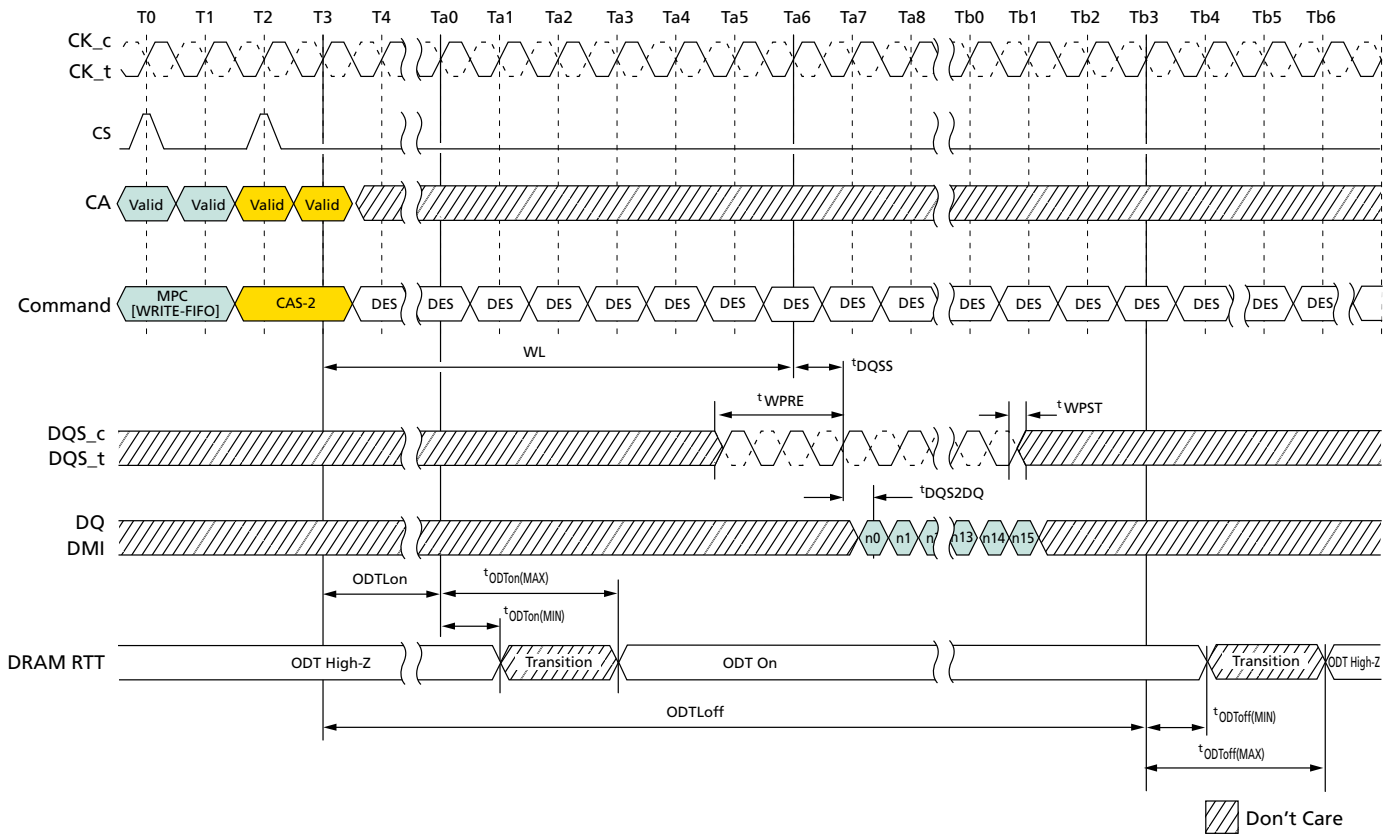 T0 T1 T2 T3 T4 Ta0 Ta1 Ta2 Ta3 Ta4 Ta5 Ta6 Ta7 Ta8 Tb0 Tb1 Tb2 Tb3 Tb4 Tb5 Tb6
CK_c
CK_t
CS
CA Valid Valid Valid Valid
Command MPC [WRITE-FIFO] CAS-2 DES DES DES DES DES DES DES DES DES DES DES DES DES DES DES DES DES
WL
tDQSS
tWPRE
tWPST
DQS_c
DQS_t
tDQS2DQ
DQ
DMI
n0 n1 n13 n14 n15
ODTLon
tODTon(MAX)
tODTon(MIN)
DRAM RTT ODT High-Z Transition ODT On Transition ODT High-Z
ODTLoff
tODToff(MIN)
tODToff(MAX)
Don't Care